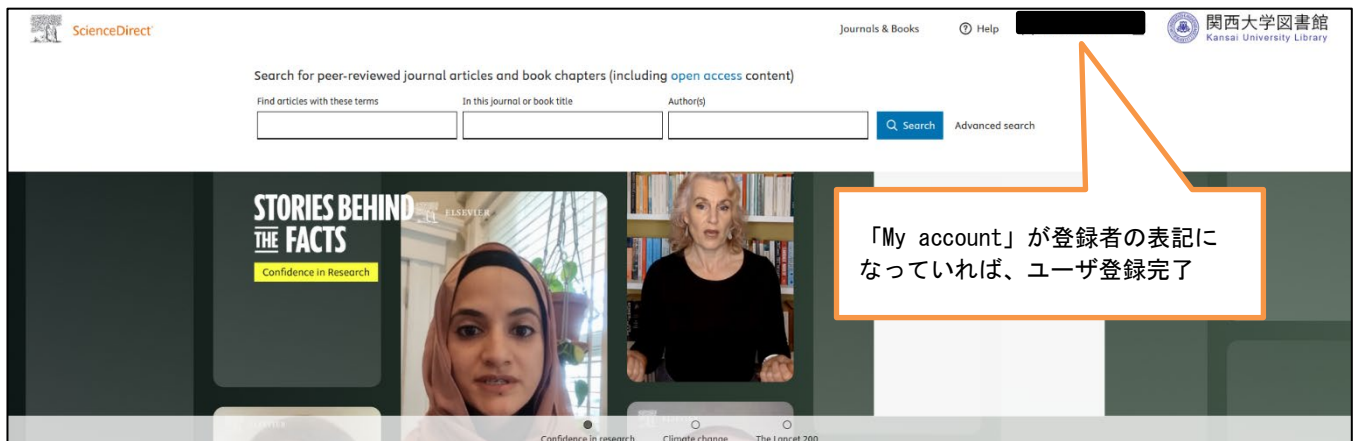 ScienceDirect
Journals & Books
Help
関西大学図書館
Kansai University Library
Search for peer-reviewed journal articles and book chapters (including open access content)
Find articles with these terms
In this journal or book title
Author(s)
Search
Advanced search
STORIES BEHIND
THE FACTS
ELSEVIER
Confidence in Research
「My account」が登録者の表記に
なっていれば、ユーザ登録完了
Confidence in research
Climate change
The Lancet 200